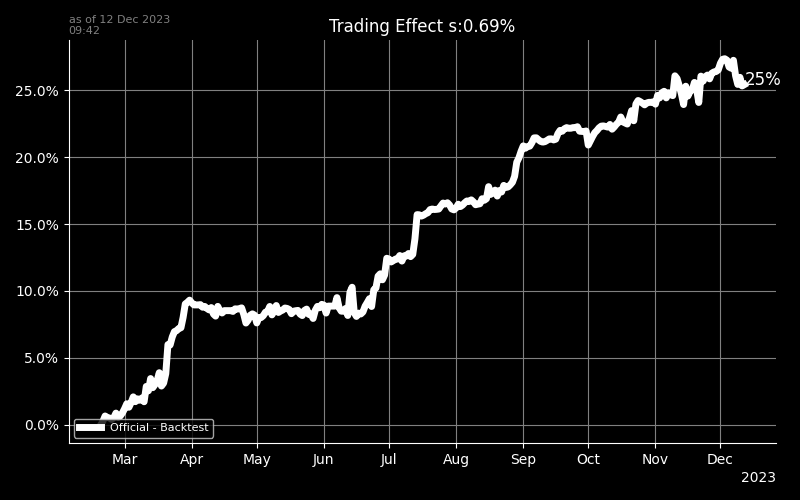 as of 12 Dec 2023
09:42
Trading Effect s:0.69%
25%
25.0%
20.0%
15.0%
10.0%
5.0%
0.0%
Official - Backtest
Mar Apr May Jun Jul Aug Sep Oct Nov Dec
2023